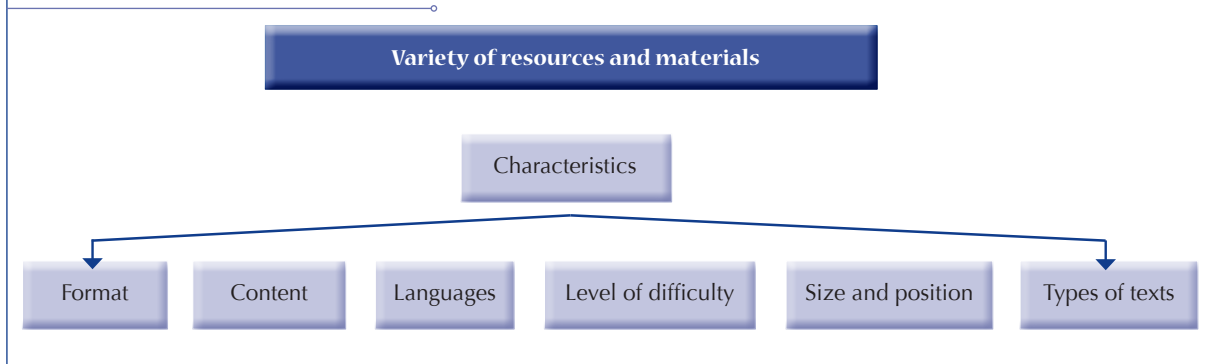 Variety of resources and materials
Characteristics
Format
Content
Languages
Level of difficulty
Size and position
Types of texts